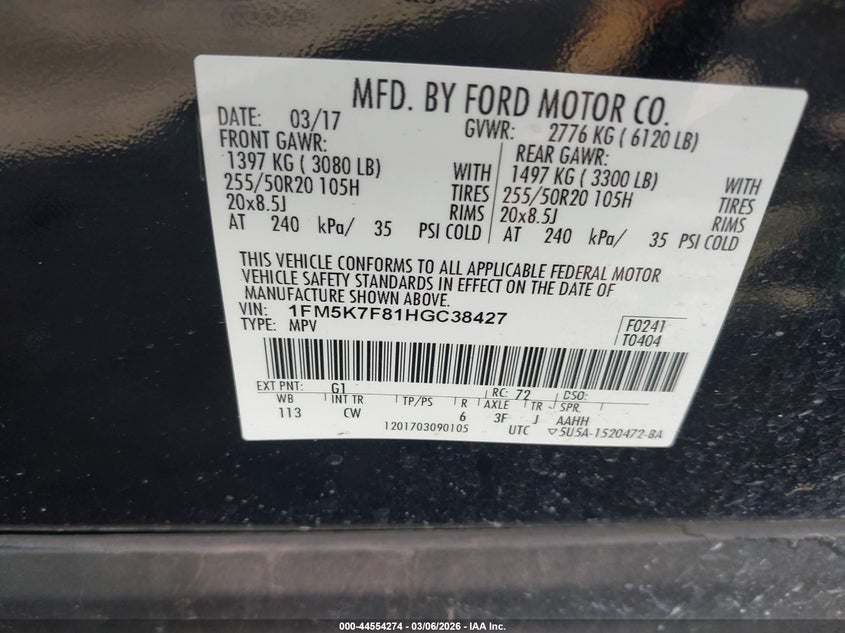 MFD. BY FORD MOTOR CO.
DATE: 03/17 GVWR: 2776 KG ( 6120 LB)
FRONT GAWR: REAR GAWR:
1397 KG ( 3080 LB) WITH 1497 KG ( 3300 LB) WITH
255/50R20 105H TIRES 255/50R20 105H TIRES
20x8.5J RIMS 20x8.5J RIMS
AT 240 kPa/ 35 PSI COLD AT 240 kPa/ 35 PSI COLD
THIS VEHICLE CONFORMS TO ALL APPLICABLE FEDERAL MOTOR
VEHICLE SAFETY STANDARDS IN EFFECT ON THE DATE OF
MANUFACTURE SHOWN ABOVE.
VIN: 1FM5K7F81HGC38427
TYPE: MPV F0241
T0404
EXT PNT: G1 RC: 72 DSO:
WB INT TR TP/PS R AXLE TR SPR
113 CW 6 3F J AAHH
1201703090105 UTC ▽5U5A-1520472-BA
000-44554274 - 03/06/2026 - IAA Inc.